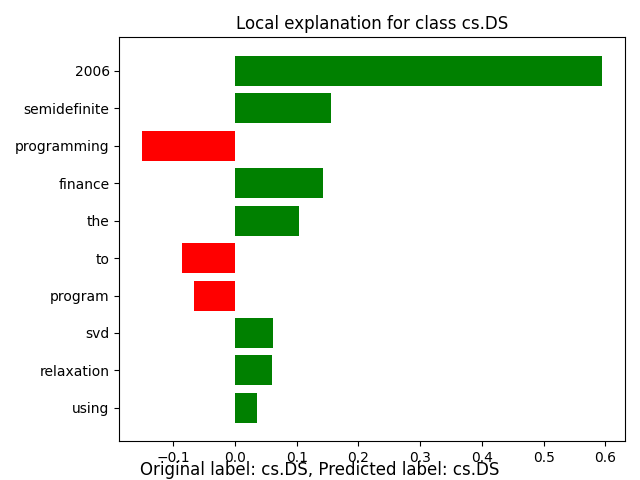 Local explanation for class cs.DS
2006
semidefinite
programming
finance
the
to
program
svd
relaxation
using
−0.1 0.0 0.1 0.2 0.3 0.4 0.5 0.6
Original label: cs.DS, Predicted label: cs.DS